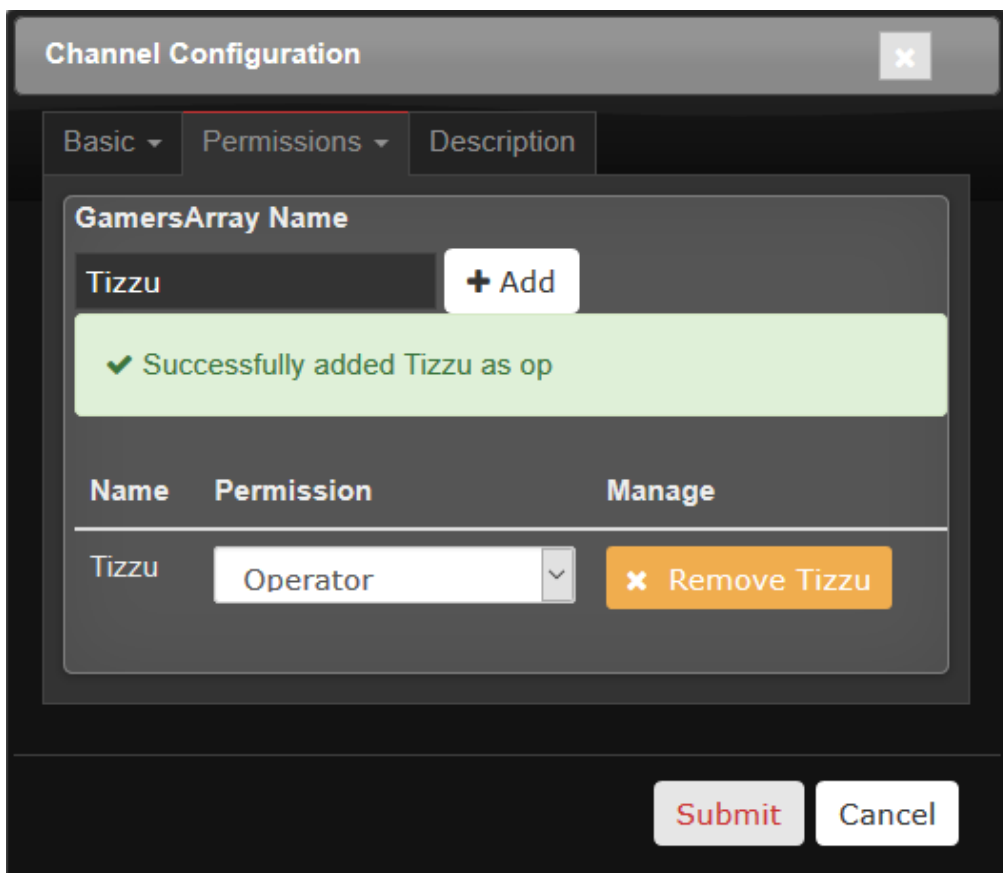 Channel Configuration
Basic
Permissions
Description
GamersArray Name
Tizzu
Add
Successfully added Tizzu as op
Name Permission Manage
Tizzu Operator Remove Tizzu
Submit Cancel